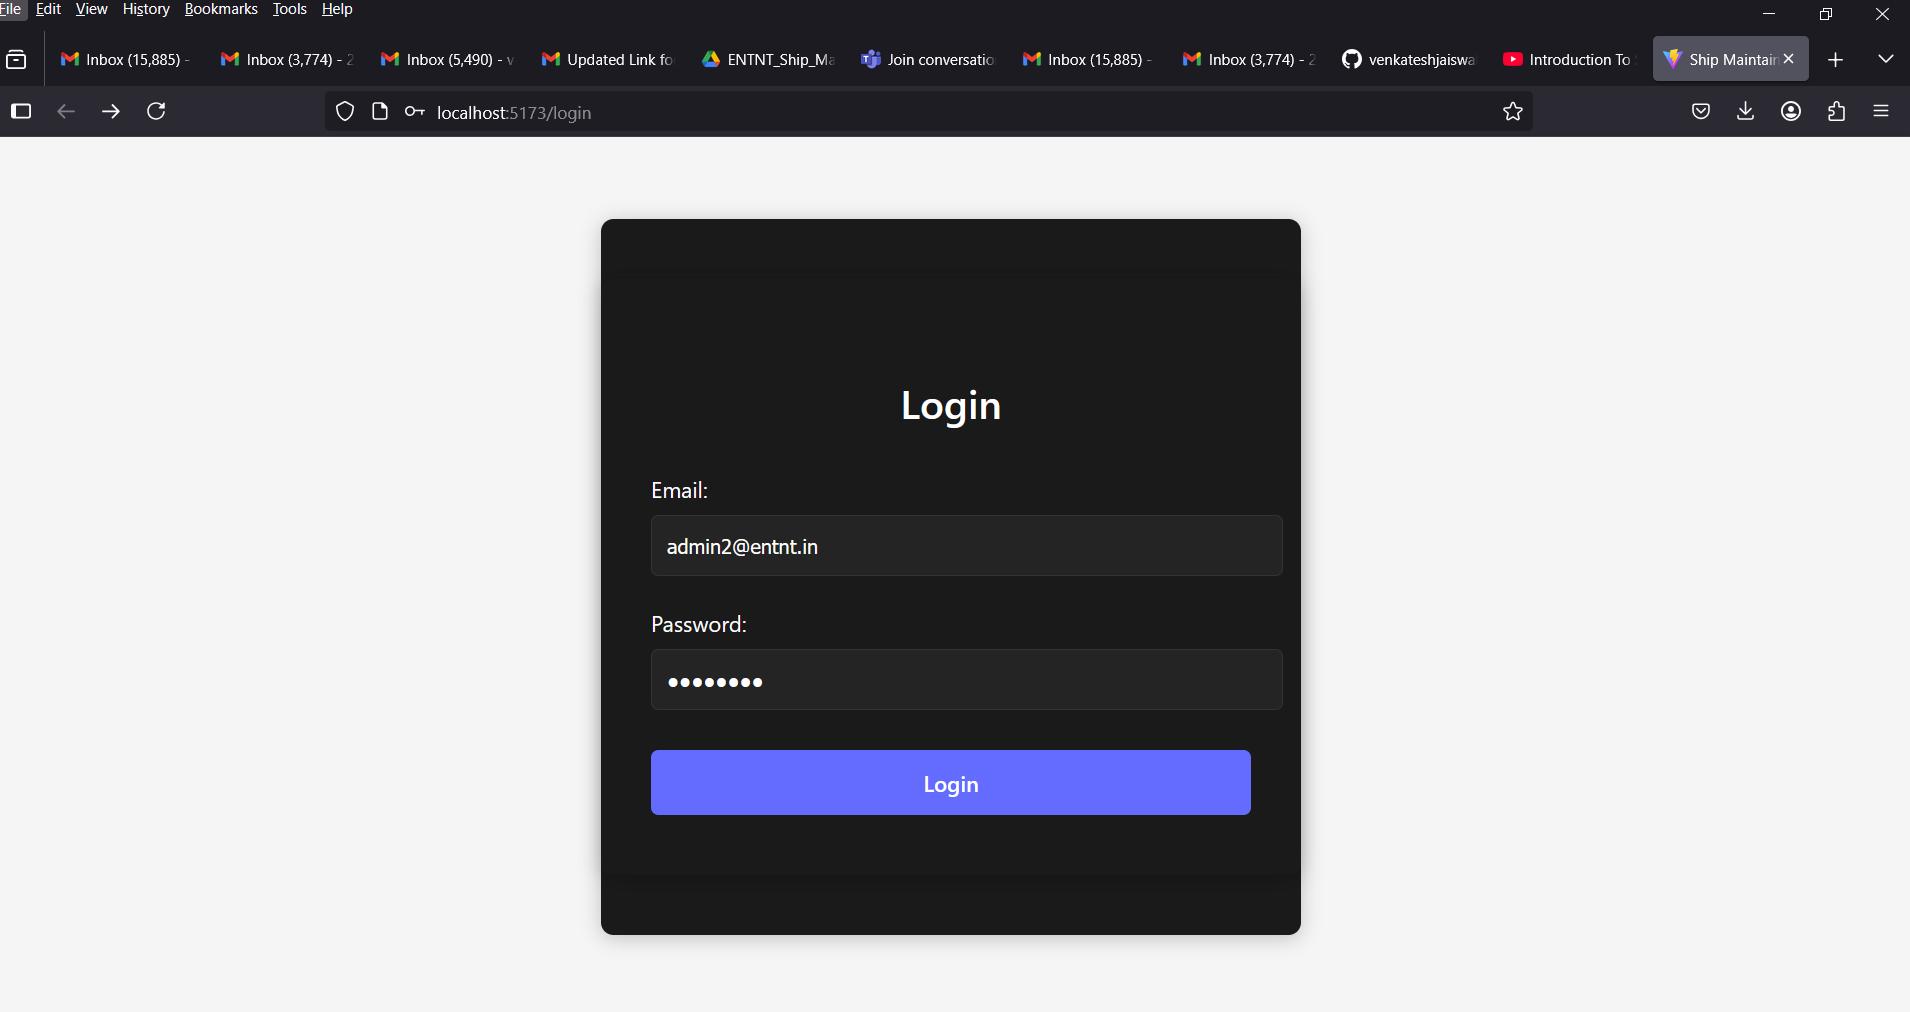 File Edit View History Bookmarks Tools Help
Inbox (15,885) - Inbox (3,774) - 2 Inbox (5,490) - v Updated Link fo ENTNT_Ship_Ma Join conversatio Inbox (15,885) - Inbox (3,774) - 2 venkateshjaiswa Introduction To Ship Maintain
localhost:5173/login
Login
Email:
admin2@entnt.in
Password:
Login